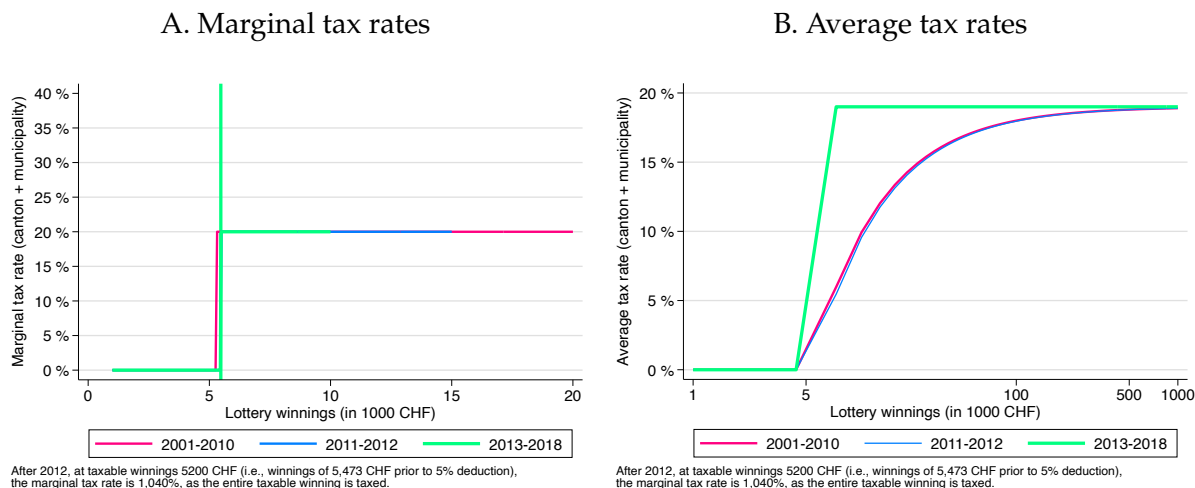 A. Marginal tax rates
Marginal tax rate (canton + municipality)
40 %
35 %
30 %
25 %
20 %
15 %
10 %
5 %
0 %
0 5 10 15 20
Lottery winnings (in 1000 CHF)
2001-2010 2011-2012 2013-2018
After 2012, at taxable winnings 5200 CHF (i.e., winnings of 5,473 CHF prior to 5% deduction),
the marginal tax rate is 1,040%, as the entire taxable winning is taxed.
B. Average tax rates
Average tax rate (canton + municipality)
20 %
15 %
10 %
5 %
0 %
1 5 100 500 1000
Lottery winnings (in 1000 CHF)
2001-2010 2011-2012 2013-2018
After 2012, at taxable winnings 5200 CHF (i.e., winnings of 5,473 CHF prior to 5% deduction),
the marginal tax rate is 1,040%, as the entire taxable winning is taxed.